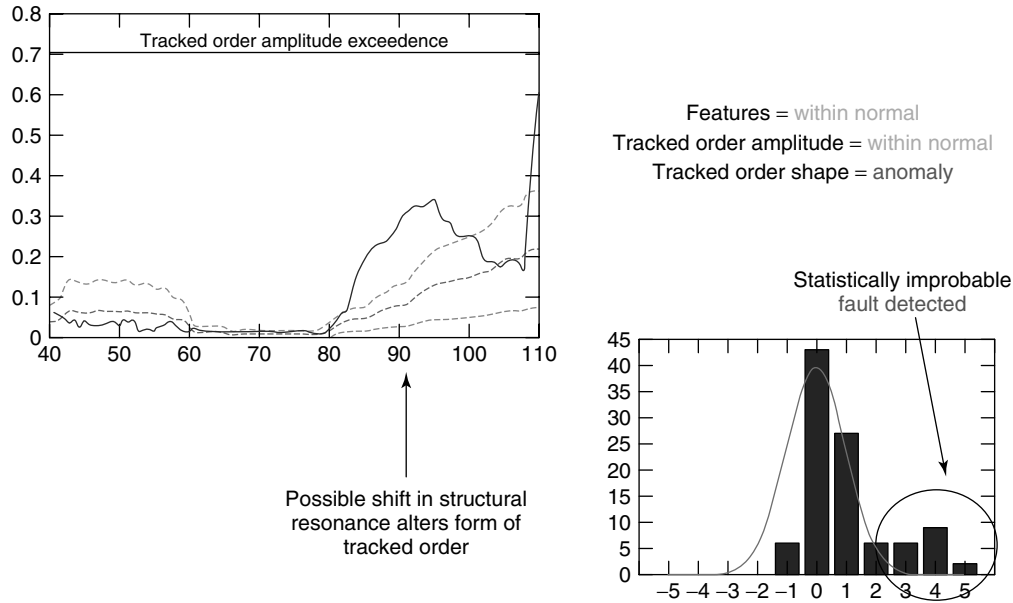 0.8
Tracked order amplitude exceedence
0.7
0.6
0.5
0.4
0.3
0.2
0.1
0
40 50 60 70 80 90 100 110
Possible shift in structural
resonance alters form of
tracked order
Features = within normal
Tracked order amplitude = within normal
Tracked order shape = anomaly
Statistically improbable
fault detected
45
40
35
30
25
20
15
10
5
0
−5 −4 −3 −2 −1 0 1 2 3 4 5